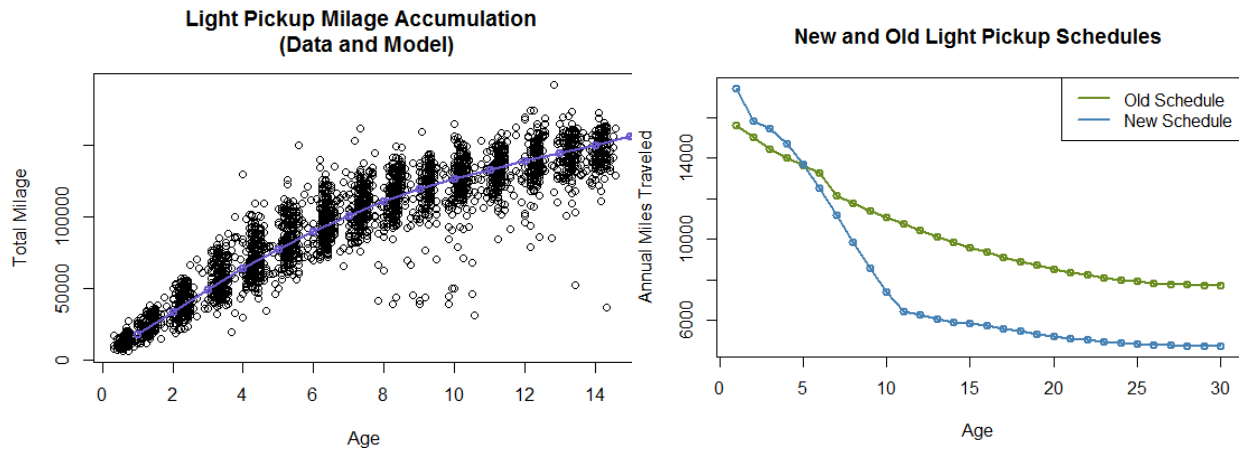 Light Pickup Milage Accumulation
(Data and Model)
Total Milage
100000
50000
0
0 2 4 6 8 10 12 14
Age
New and Old Light Pickup Schedules
Old Schedule
New Schedule
Annual Miles Traveled
14000
10000
6000
0 5 10 15 20 25 30
Age